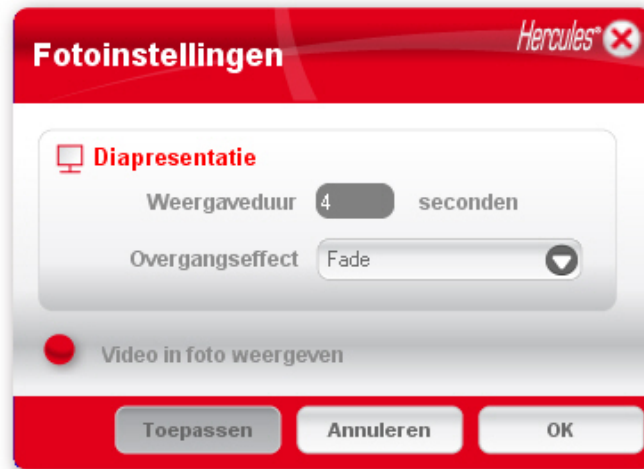 Hercules®
Fotoinstellingen
Diapresentatie
Weergaveduur 4 seconden
Overgangseffect Fade
Video in foto weergeven
Toepassen Annuleren OK